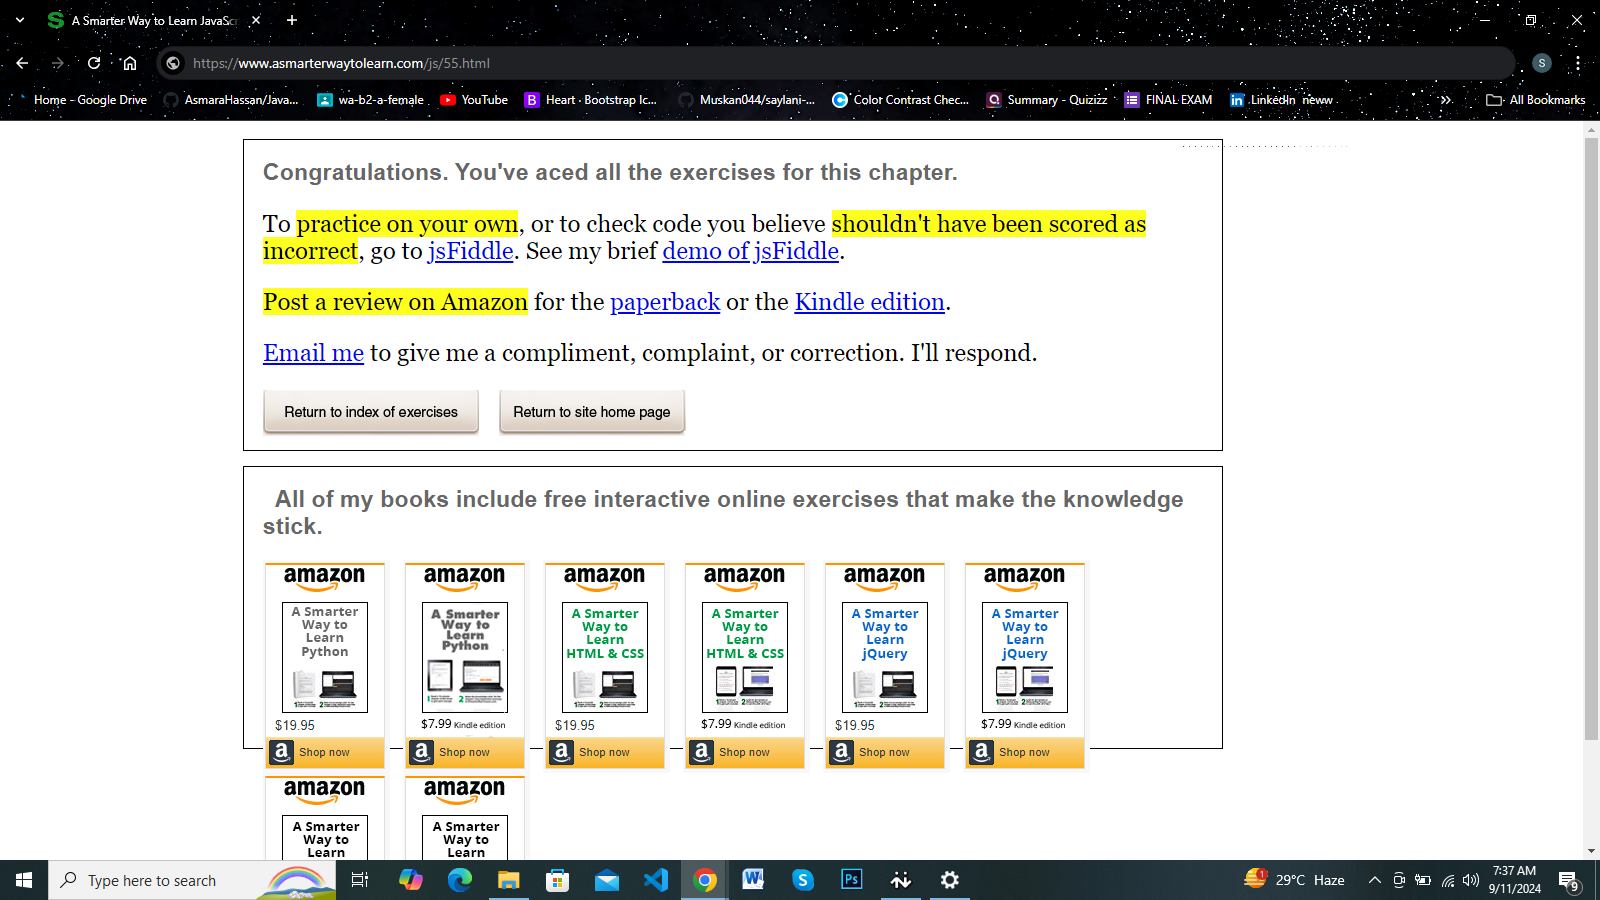 A Smarter Way to Learn JavaScr
https://www.asmarterwaytolearn.com/js/55.html
S
Home - Google Drive
AsmaraHassan/Java...
wa-b2-a-female
YouTube
Heart · Bootstrap Ic...
Muskan044/saylani-...
Color Contrast Chec...
Summary - Quizizz
FINAL EXAM
LinkedIn neww
All Bookmarks
Congratulations. You've aced all the exercises for this chapter.
To practice on your own, or to check code you believe shouldn't have been scored as
incorrect, go to jsFiddle. See my brief demo of jsFiddle.
Post a review on Amazon for the paperback or the Kindle edition.
Email me to give me a compliment, complaint, or correction. I'll respond.
Return to index of exercises
Return to site home page
All of my books include free interactive online exercises that make the knowledge
stick.
amazon
A Smarter
Way to
Learn
Python
$19.95
Shop now
amazon
A Smarter
Way to
Learn
Python
$7.99 Kindle edition
Shop now
amazon
A Smarter
Way to
Learn
HTML & CSS
$19.95
Shop now
amazon
A Smarter
Way to
Learn
HTML & CSS
$7.99 Kindle edition
Shop now
amazon
A Smarter
Way to
Learn
jQuery
$19.95
Shop now
amazon
A Smarter
Way to
Learn
jQuery
$7.99 Kindle edition
Shop now
amazon
A Smarter
Way to
Learn
amazon
A Smarter
Way to
Learn
Type here to search
1
29°C Haze
7:37 AM
9/11/2024
9